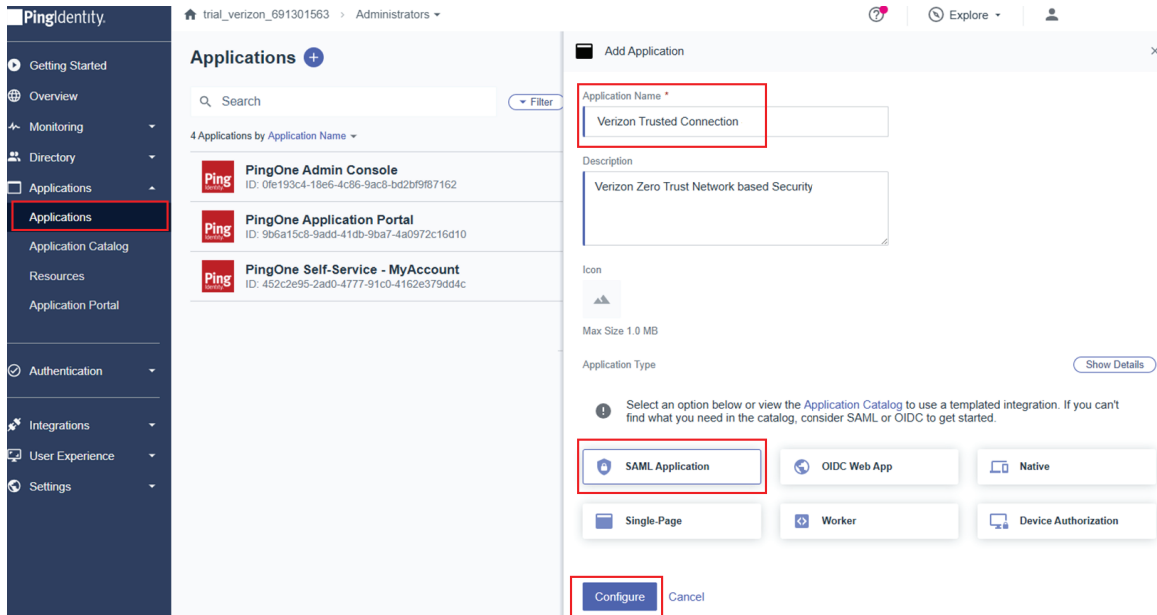 PingIdentity.
trial_verizon_691301563 > Administrators
Explore
Getting Started
Overview
Monitoring
Directory
Applications
Applications
Application Catalog
Resources
Application Portal
Authentication
Integrations
User Experience
Settings
Applications
Search
Filter
4 Applications by Application Name
Ping
Identity
PingOne Admin Console
ID: 0fe193c4-18e6-4c86-9ac8-bd2bf9f87162
Ping
Identity
PingOne Application Portal
ID: 9b6a15c8-9add-41db-9ba7-4a0972c16d10
Ping
Identity
PingOne Self-Service - MyAccount
ID: 452c2e95-2ad0-4777-91c0-4162e379dd4c
Add Application
Application Name *
Verizon Trusted Connection
Description
Verizon Zero Trust Network based Security
Icon
Max Size 1.0 MB
Application Type
Show Details
Select an option below or view the Application Catalog to use a templated integration. If you can't
find what you need in the catalog, consider SAML or OIDC to get started.
SAML Application
OIDC Web App
Native
Single-Page
Worker
Device Authorization
Configure
Cancel